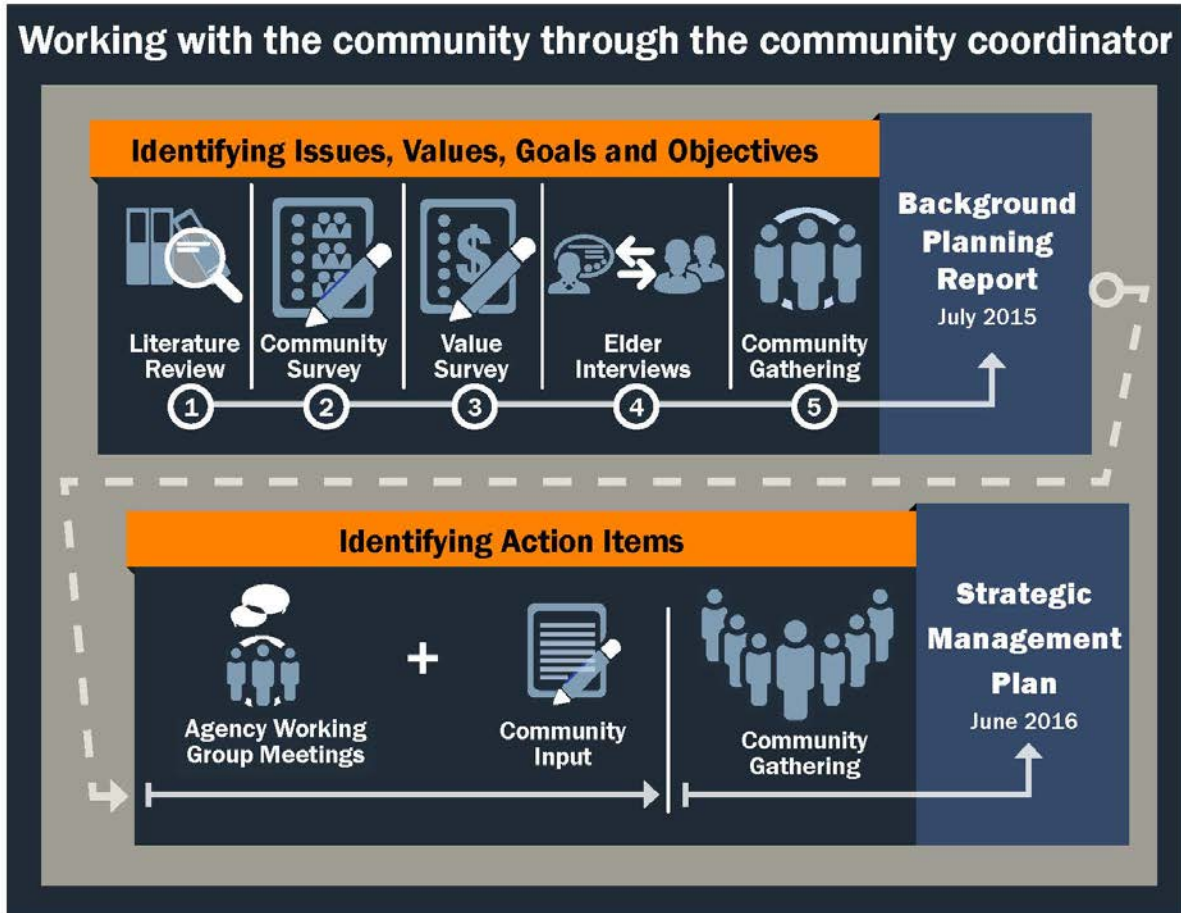 Working with the community through the community coordinator
Identifying Issues, Values, Goals and Objectives
Literature
Review
1
Community
Survey
2
$
Value
Survey
3
Elder
Interviews
4
Community
Gathering
5
Background
Planning
Report
July 2015
Identifying Action Items
Agency Working
Group Meetings
+
Community
Input
Community
Gathering
Strategic
Management
Plan
June 2016